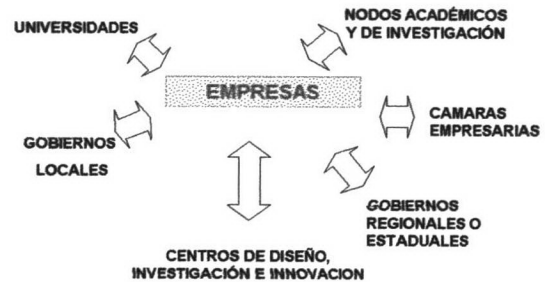 UNIVERSIDADES
NODOS ACADÉMICOS
Y DE INVESTIGACIÓN
EMPRESAS
GOBIERNOS
LOCALES
CAMARAS
EMPRESARIAS
GOBIERNOS
REGIONALES O
ESTADUALES
CENTROS DE DISEÑO,
INVESTIGACIÓN E INNOVACION